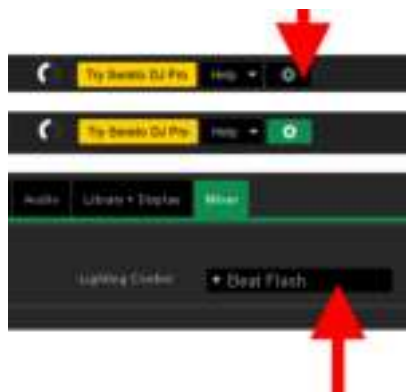 Try Serato DJ Pro Help
Try Serato DJ Pro Help
Audio Library + Display Mixer
Lighting Control Beat Flash